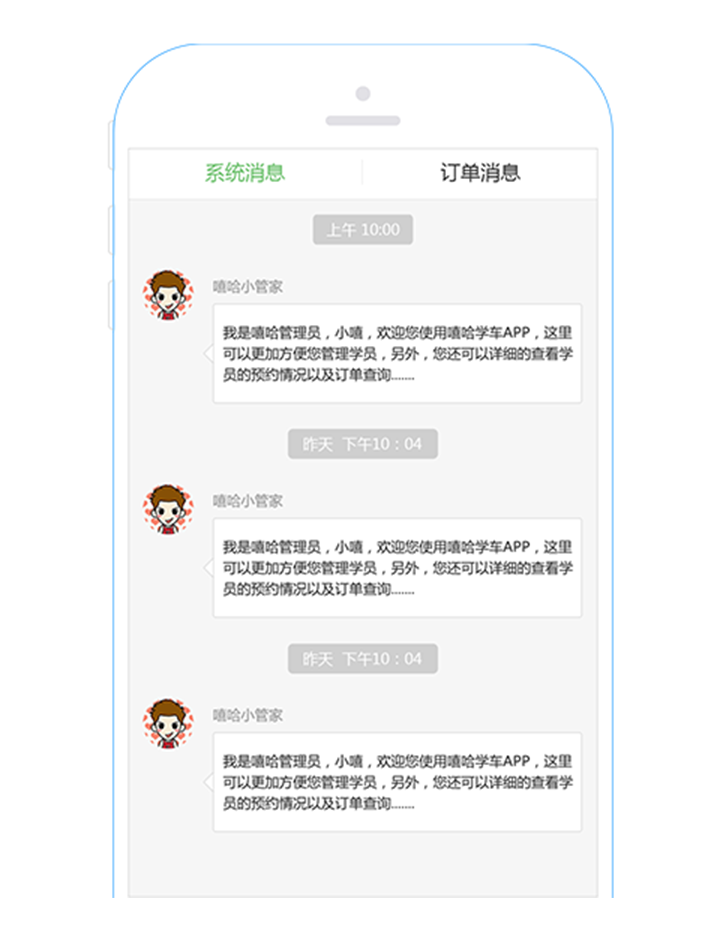 系统消息 订单消息
上午 10:00
嘻哈小管家
我是嘻哈管理员，小嘻，欢迎您使用嘻哈学车APP，这里
可以更加方便您管理学员，另外，您还可以详细的查看学
员的预约情况以及订单查询.......
昨天 下午10：04
嘻哈小管家
我是嘻哈管理员，小嘻，欢迎您使用嘻哈学车APP，这里
可以更加方便您管理学员，另外，您还可以详细的查看学
员的预约情况以及订单查询.......
昨天 下午10：04
嘻哈小管家
我是嘻哈管理员，小嘻，欢迎您使用嘻哈学车APP，这里
可以更加方便您管理学员，另外，您还可以详细的查看学
员的预约情况以及订单查询.......